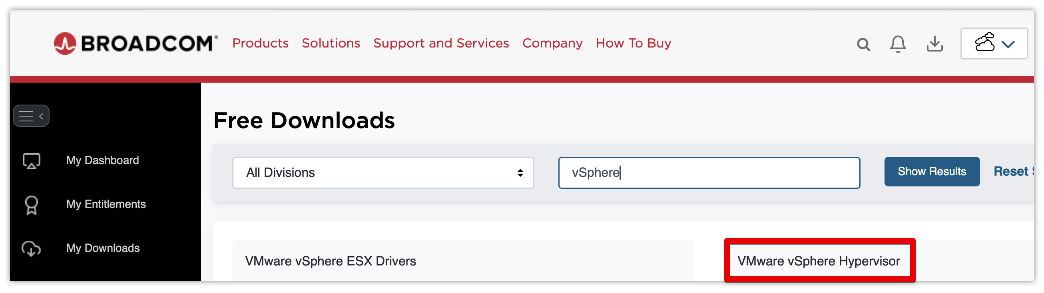 BROADCOM® Products Solutions Support and Services Company How To Buy
Free Downloads
My Dashboard
My Entitlements
My Downloads
All Divisions vSphere Show Results Reset
VMware vSphere ESX Drivers VMware vSphere Hypervisor